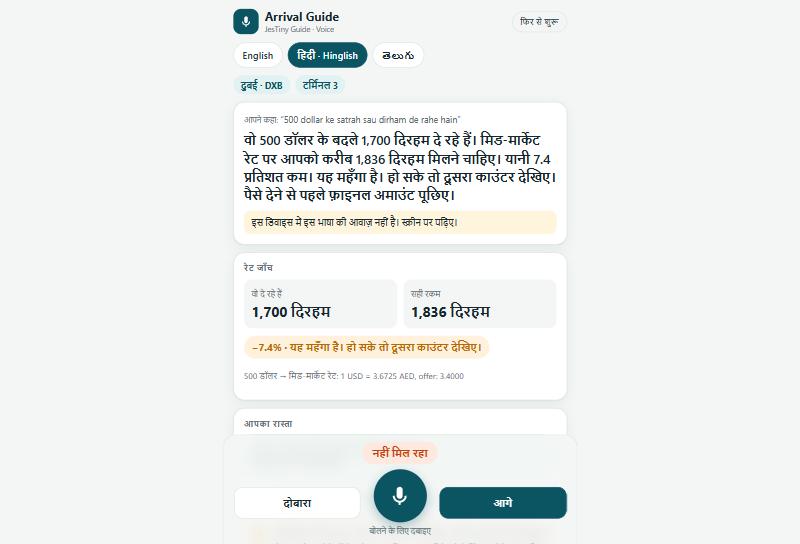 Arrival Guide
JesTiny Guide · Voice
फिर से शुरू
English
हिंदी · Hinglish
తెలుగు
दुबई · DXB
टर्मिनल 3
आपने कहा: “500 dollar ke satrah sau dirham de rahe hain”
वो 500 डॉलर के बदले 1,700 दिरहम दे रहे हैं। मिड-मार्केट
रेट पर आपको करीब 1,836 दिरहम मिलने चाहिए। यानी 7.4
प्रतिशत कम। यह महँगा है। हो सके तो दूसरा काउंटर देखिए।
पैसे देने से पहले फ़ाइनल अमाउंट पूछिए।
इस डिवाइस में इस भाषा की आवाज़ नहीं है। स्क्रीन पर पढ़िए।
रेट जाँच
वो दे रहे हैं
1,700 दिरहम
सही रकम
1,836 दिरहम
−7.4% · यह महँगा है। हो सके तो दूसरा काउंटर देखिए।
500 डॉलर → मिड-मार्केट रेट: 1 USD = 3.6725 AED, offer: 3.4000
आपका रास्ता
नहीं मिल रहा
दोबारा
आगे
बोलने के लिए दबाइए